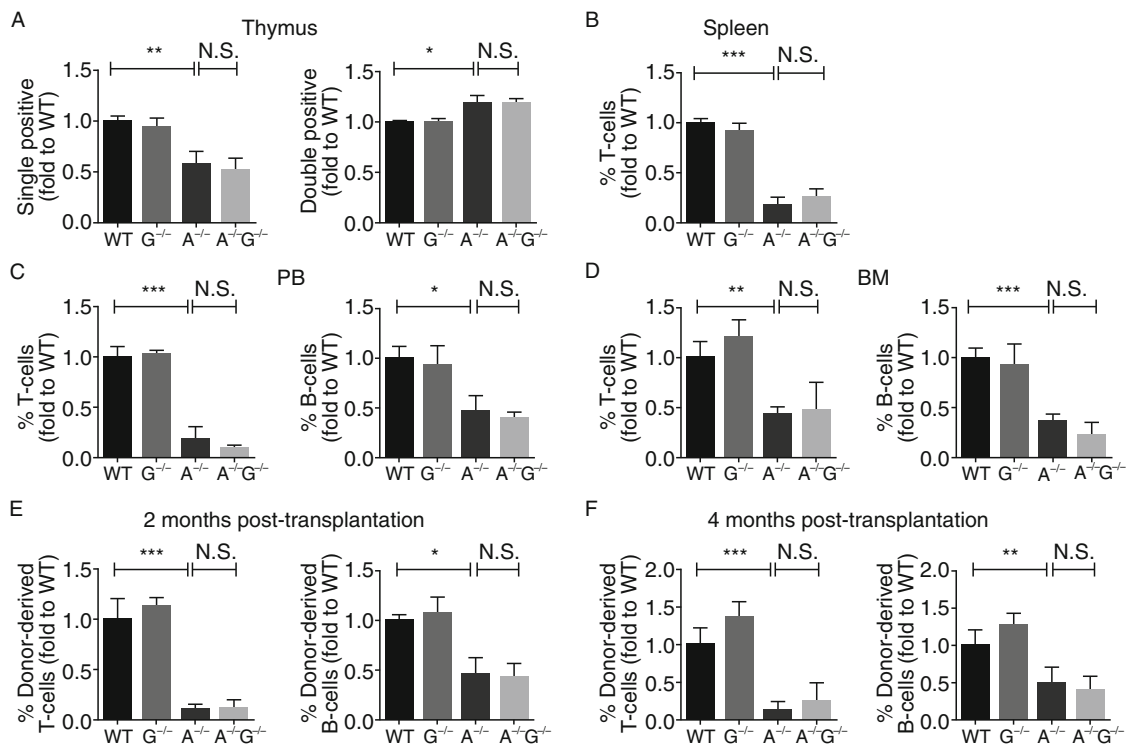 A
Thymus
** N.S.
Single positive
(fold to WT)
1.5
1.0
0.5
0.0
WT G⁻/⁻ A⁻/⁻ A⁻/⁻G⁻/⁻
* N.S.
Double positive
(fold to WT)
1.5
1.0
0.5
0.0
WT G⁻/⁻ A⁻/⁻ A⁻/⁻G⁻/⁻
B
Spleen
*** N.S.
% T-cells
(fold to WT)
1.5
1.0
0.5
0.0
WT G⁻/⁻ A⁻/⁻ A⁻/⁻G⁻/⁻
C
PB
*** N.S.
% T-cells
(fold to WT)
1.5
1.0
0.5
0.0
WT G⁻/⁻ A⁻/⁻ A⁻/⁻G⁻/⁻
* N.S.
% B-cells
(fold to WT)
1.5
1.0
0.5
0.0
WT G⁻/⁻ A⁻/⁻ A⁻/⁻G⁻/⁻
D
BM
** N.S.
% T-cells
(fold to WT)
1.5
1.0
0.5
0.0
WT G⁻/⁻ A⁻/⁻ A⁻/⁻G⁻/⁻
*** N.S.
% B-cells
(fold to WT)
1.5
1.0
0.5
0.0
WT G⁻/⁻ A⁻/⁻ A⁻/⁻G⁻/⁻
E
2 months post-transplantation
*** N.S.
% Donor-derived
T-cells (fold to WT)
1.5
1.0
0.5
0.0
WT G⁻/⁻ A⁻/⁻ A⁻/⁻G⁻/⁻
* N.S.
% Donor-derived
B-cells (fold to WT)
1.5
1.0
0.5
0.0
WT G⁻/⁻ A⁻/⁻ A⁻/⁻G⁻/⁻
F
4 months post-transplantation
*** N.S.
% Donor-derived
T-cells (fold to WT)
2.0
1.5
1.0
0.5
0.0
WT G⁻/⁻ A⁻/⁻ A⁻/⁻G⁻/⁻
** N.S.
% Donor-derived
B-cells (fold to WT)
2.0
1.5
1.0
0.5
0.0
WT G⁻/⁻ A⁻/⁻ A⁻/⁻G⁻/⁻